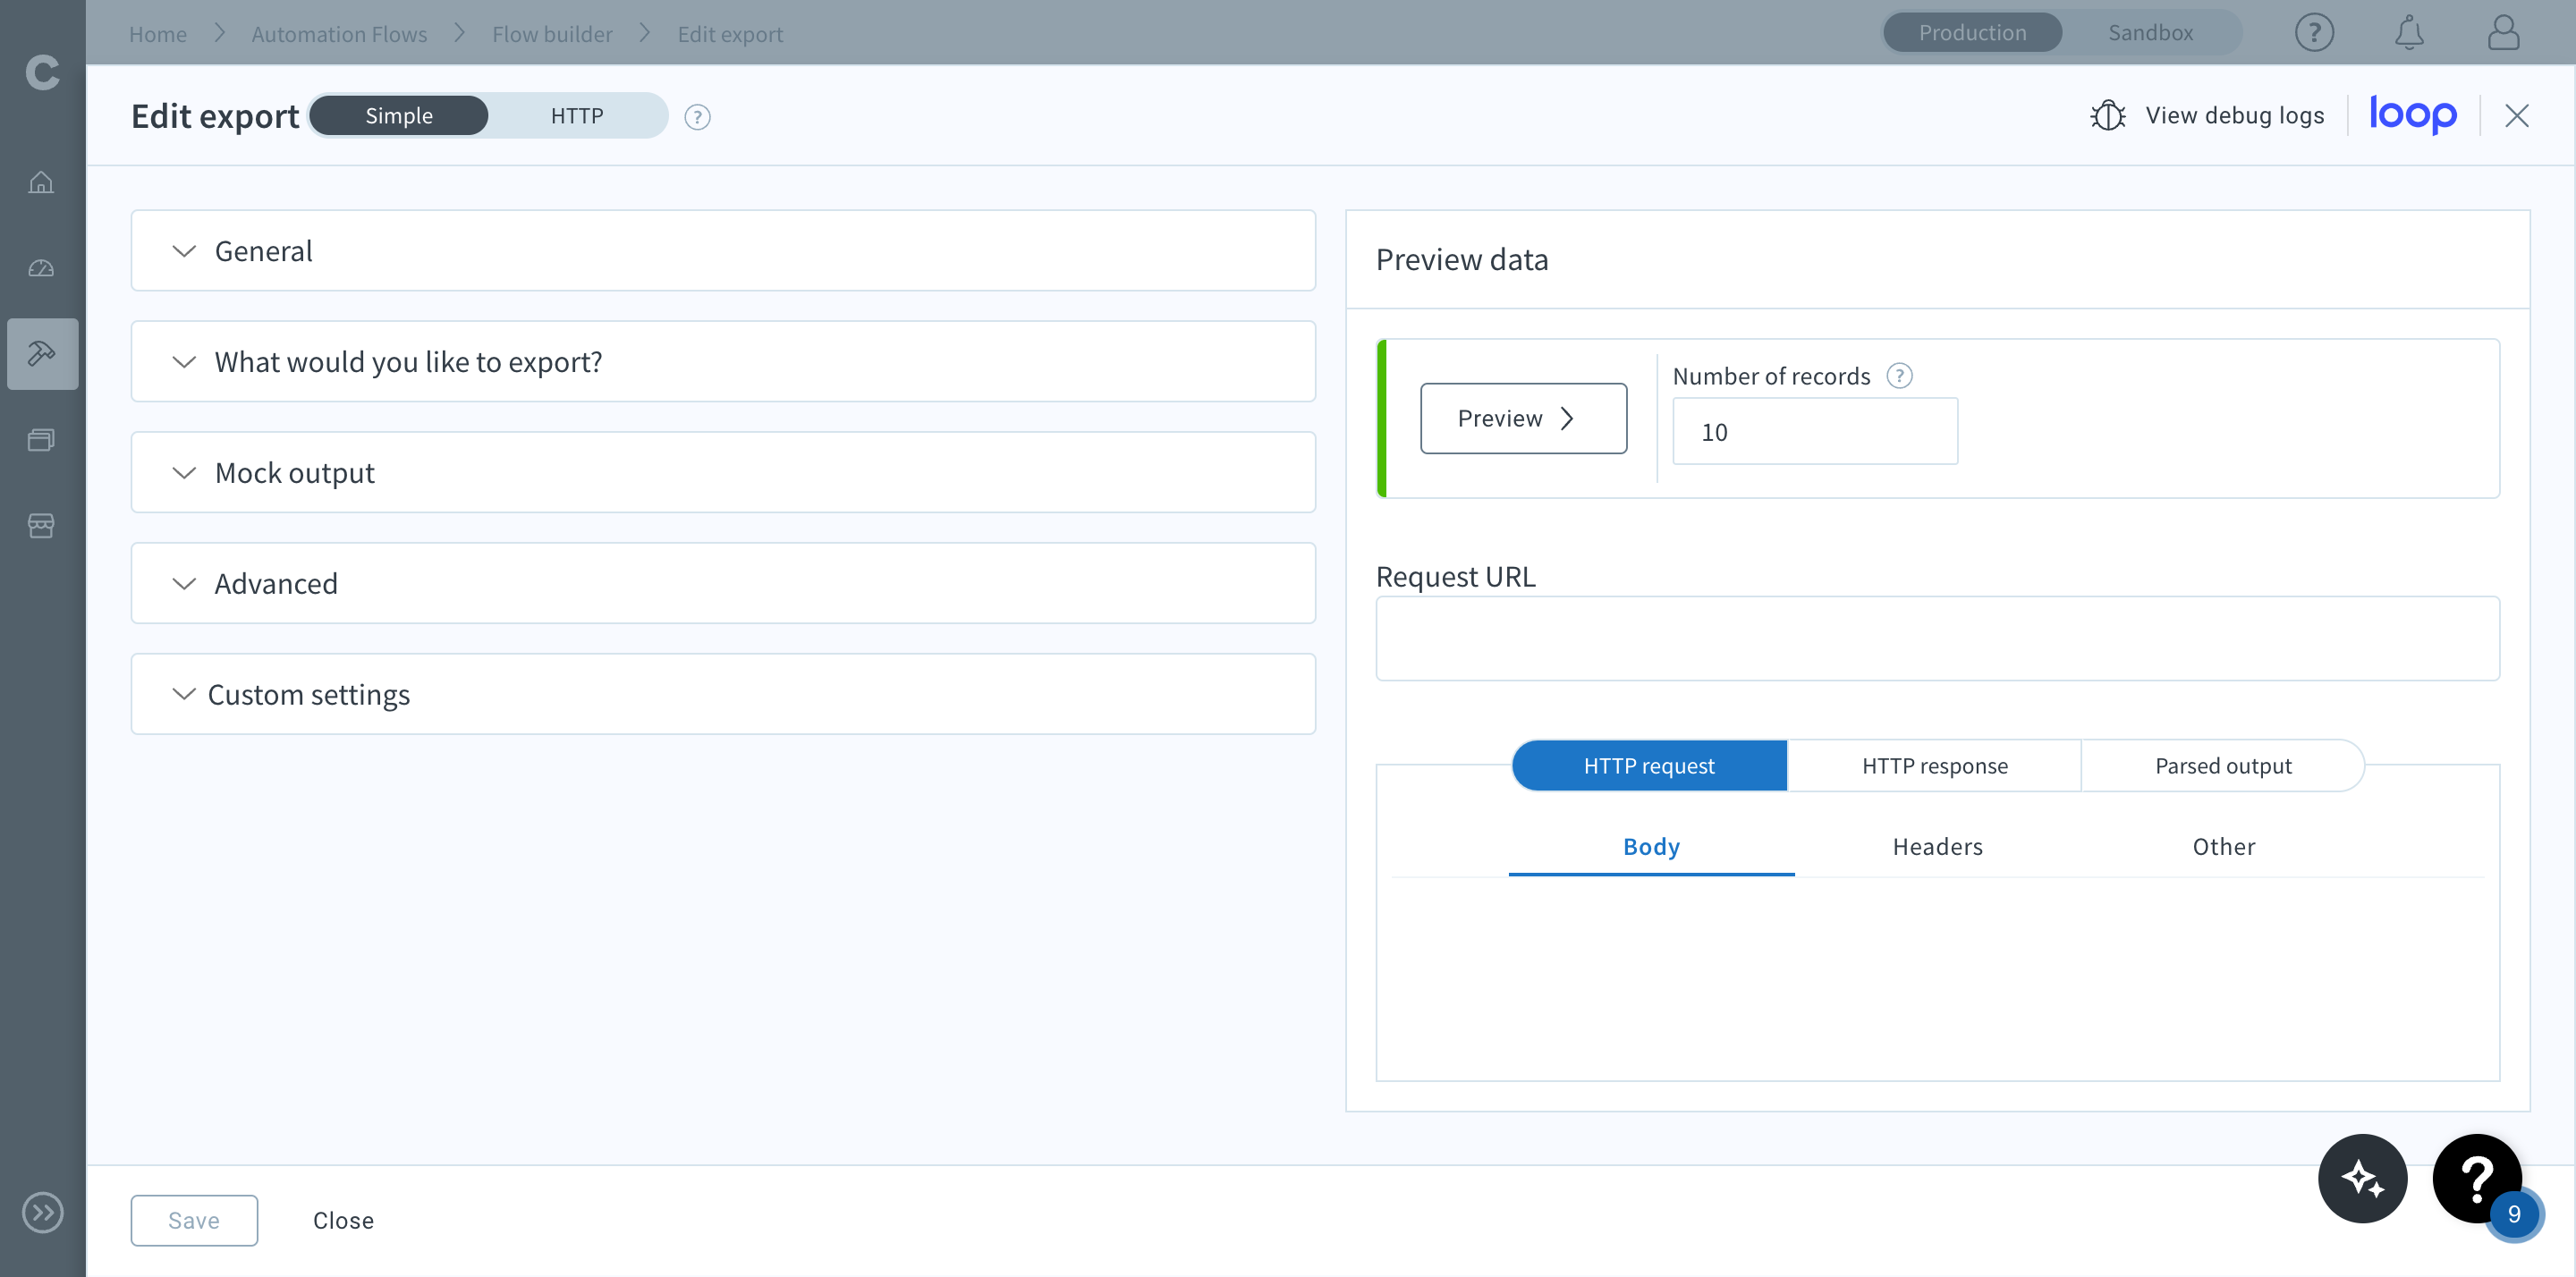 Home Automation Flows Flow builder Edit export
Production Sandbox ?
C
Edit export Simple HTTP ?
View debug logs loop
General
What would you like to export?
Mock output
Advanced
Custom settings
Preview data
Preview
Number of records ?
10
Request URL
HTTP request HTTP response Parsed output
Body Headers Other
Save Close
?
9